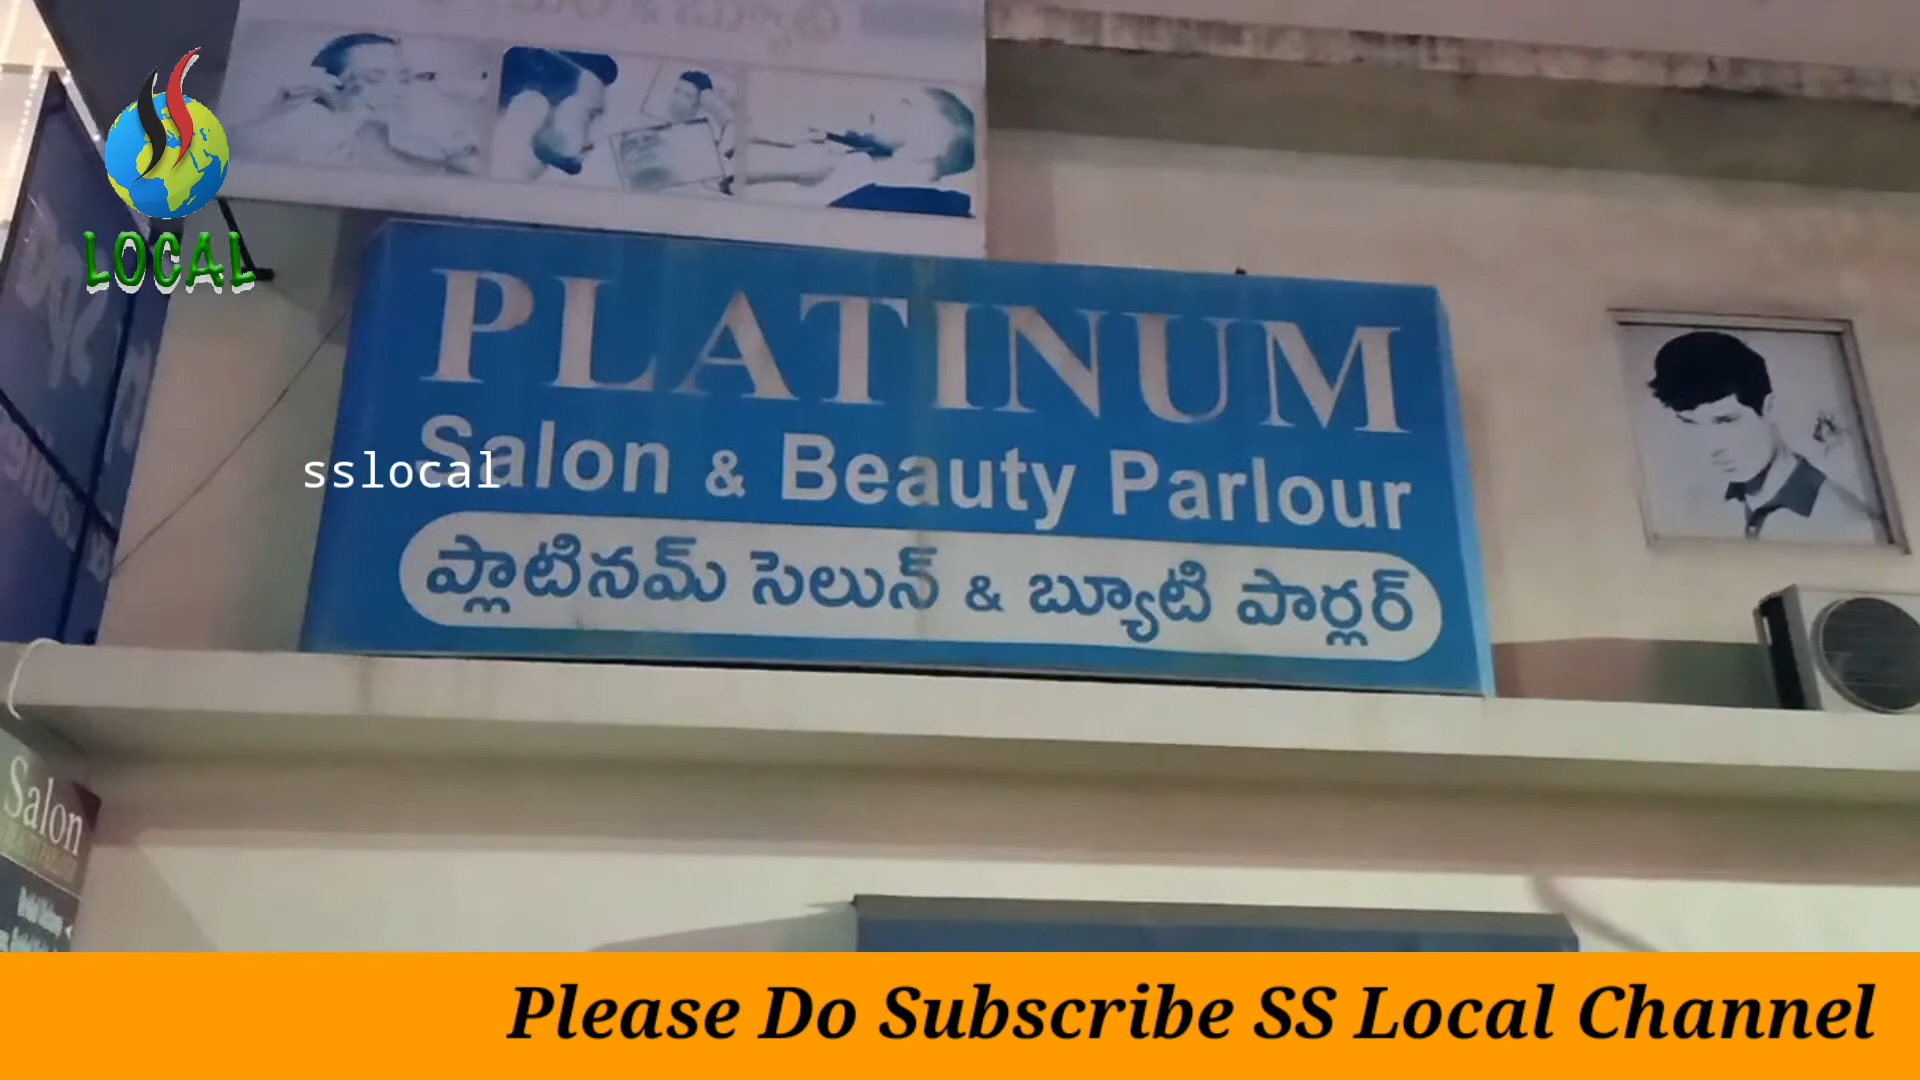 LOCAL
PLATINUM
Salon & Beauty Parlour
sslocal
ప్లాటినమ్ సెలున్ & బ్యూటి పార్లర్
Salon
Please Do Subscribe SS Local Channel